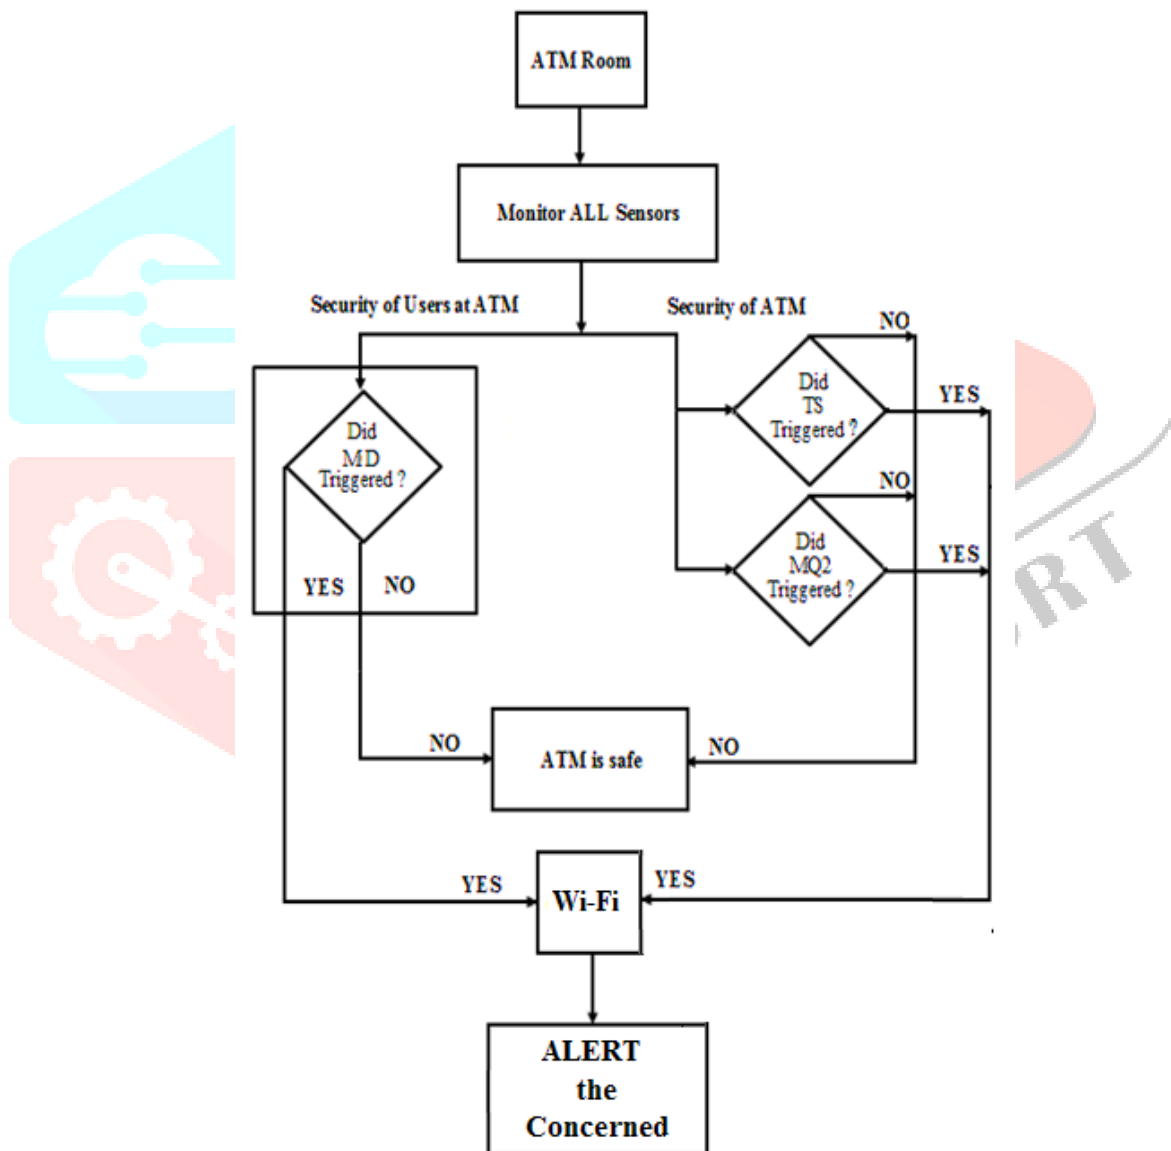 ATM Room
Monitor ALL Sensors
Security of Users at ATM
Security of ATM
NO
Did
TS
Triggered ?
YES
Did
MD
Triggered ?
NO
Did
MQ2
Triggered ?
YES
YES
NO
NO
ATM is safe
NO
YES
Wi-Fi
YES
ALERT
the
Concerned